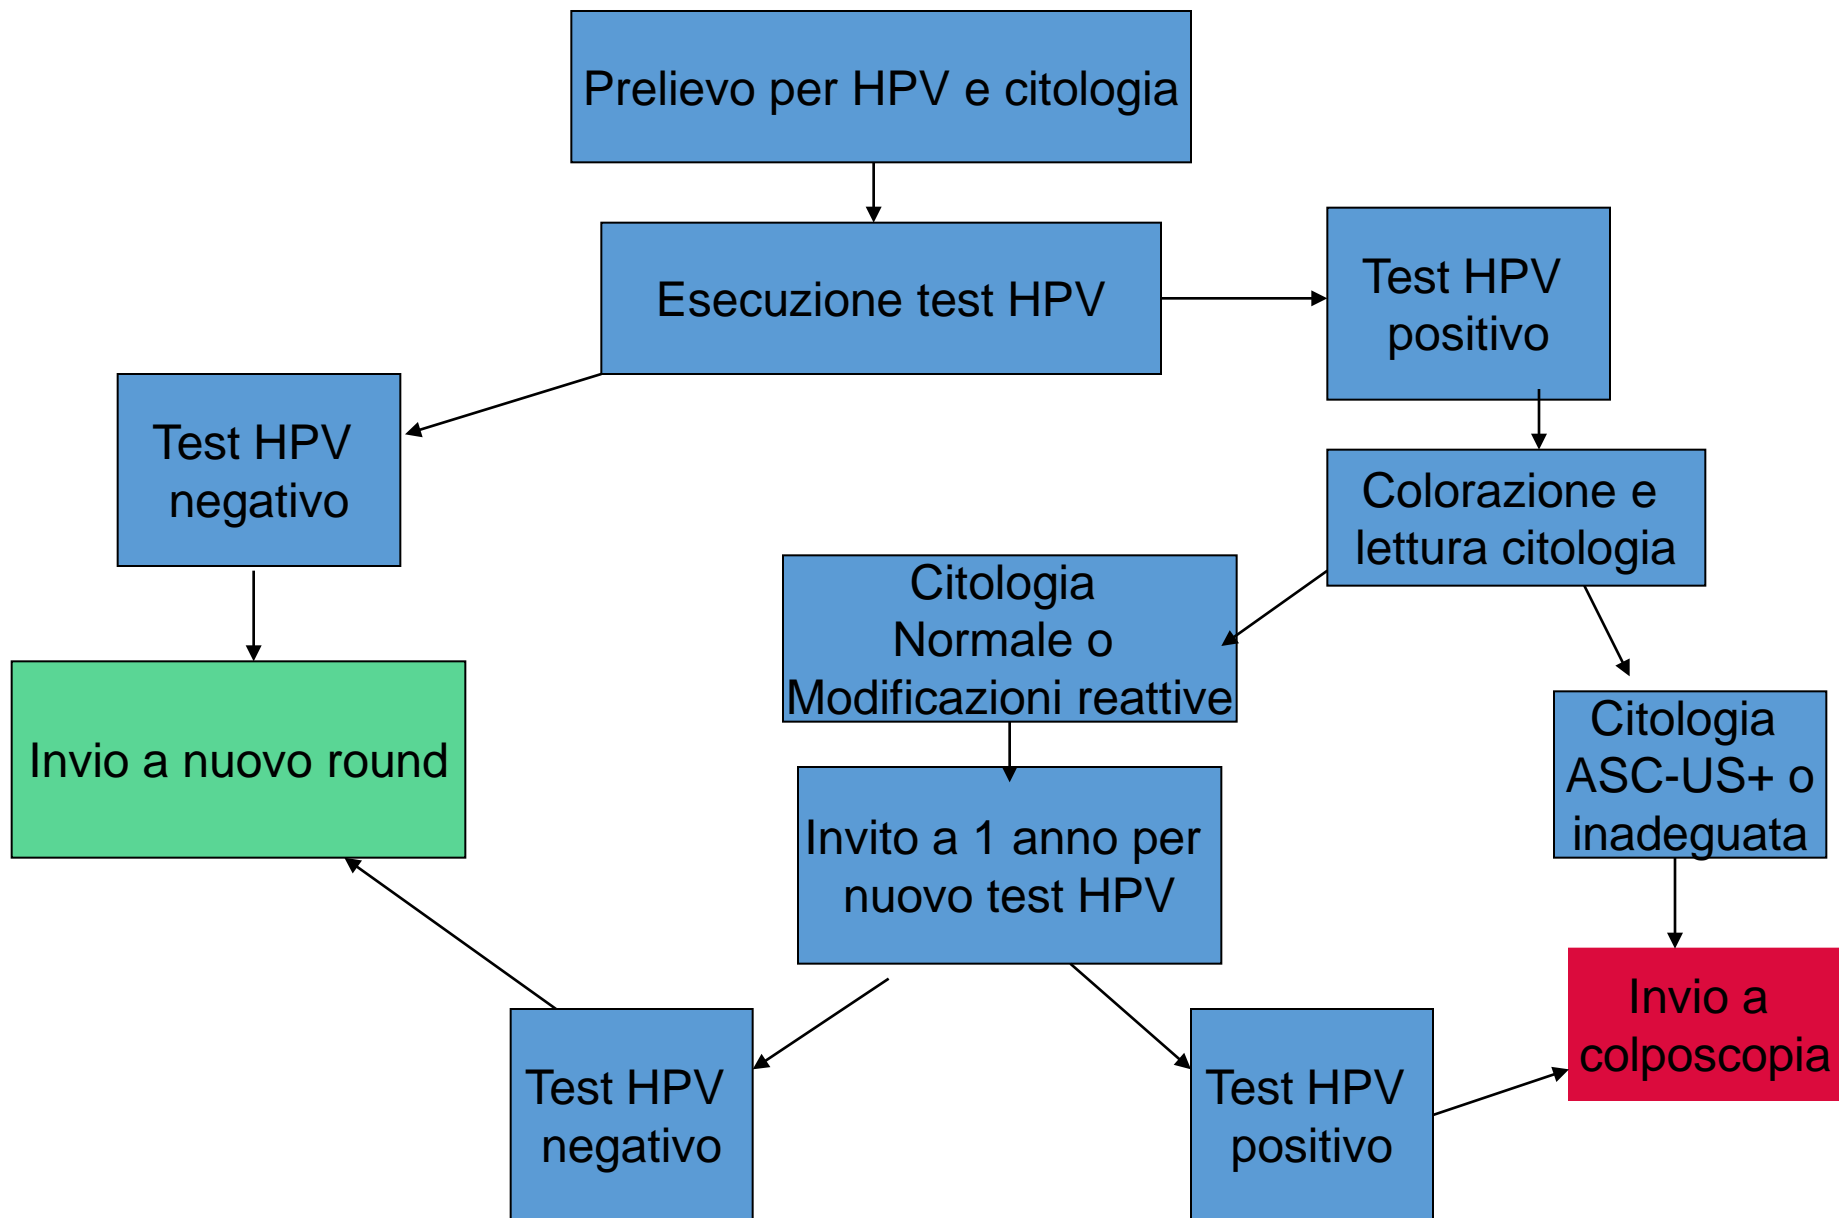 Prelievo per HPV e citologia
Esecuzione test HPV
Test HPV
positivo
Test HPV
negativo
Colorazione e
lettura citologia
Citologia
Normale o
Modificazioni reattive
Invio a nuovo round
Citologia
ASC-US+ o
inadeguata
Invito a 1 anno per
nuovo test HPV
Invio a
colposcopia
Test HPV
negativo
Test HPV
positivo